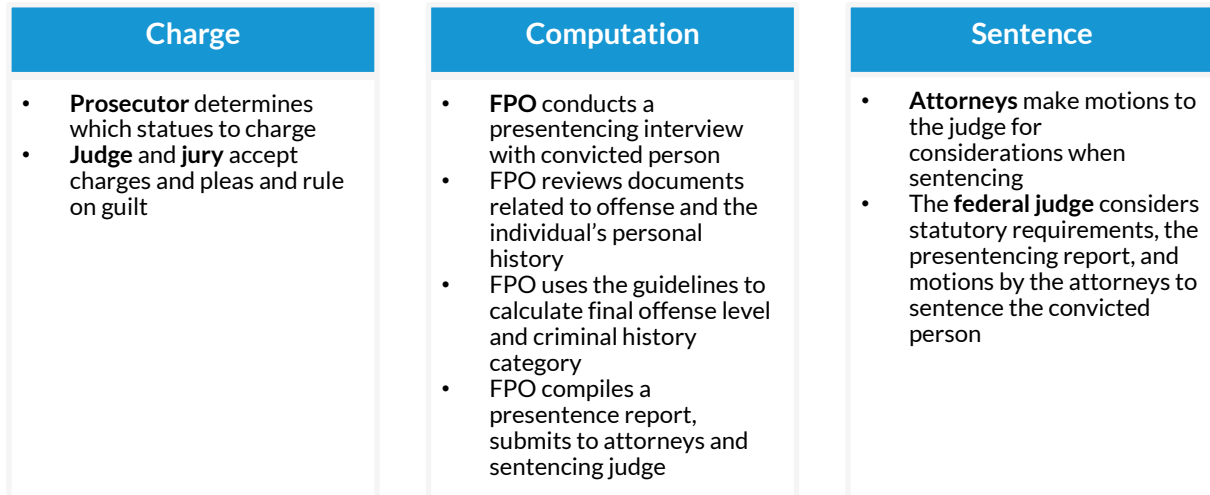 Charge
• Prosecutor determines
which statues to charge
• Judge and jury accept
charges and pleas and rule
on guilt
Computation
• FPO conducts a
presentencing interview
with convicted person
• FPO reviews documents
related to offense and the
individual's personal
history
• FPO uses the guidelines to
calculate final offense level
and criminal history
category
• FPO compiles a
presentence report,
submits to attorneys and
sentencing judge
Sentence
• Attorneys make motions to
the judge for
considerations when
sentencing
• The federal judge considers
statutory requirements, the
presentencing report, and
motions by the attorneys to
sentence the convicted
person